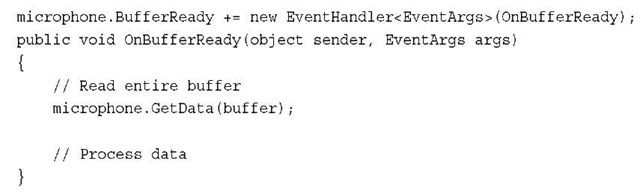 microphone.BufferReady += new EventHandler<EventArgs>(OnBufferReady);
public void OnBufferReady(object sender, EventArgs args)
{
    // Read entire buffer
    microphone.GetData(buffer);

    // Process data
}